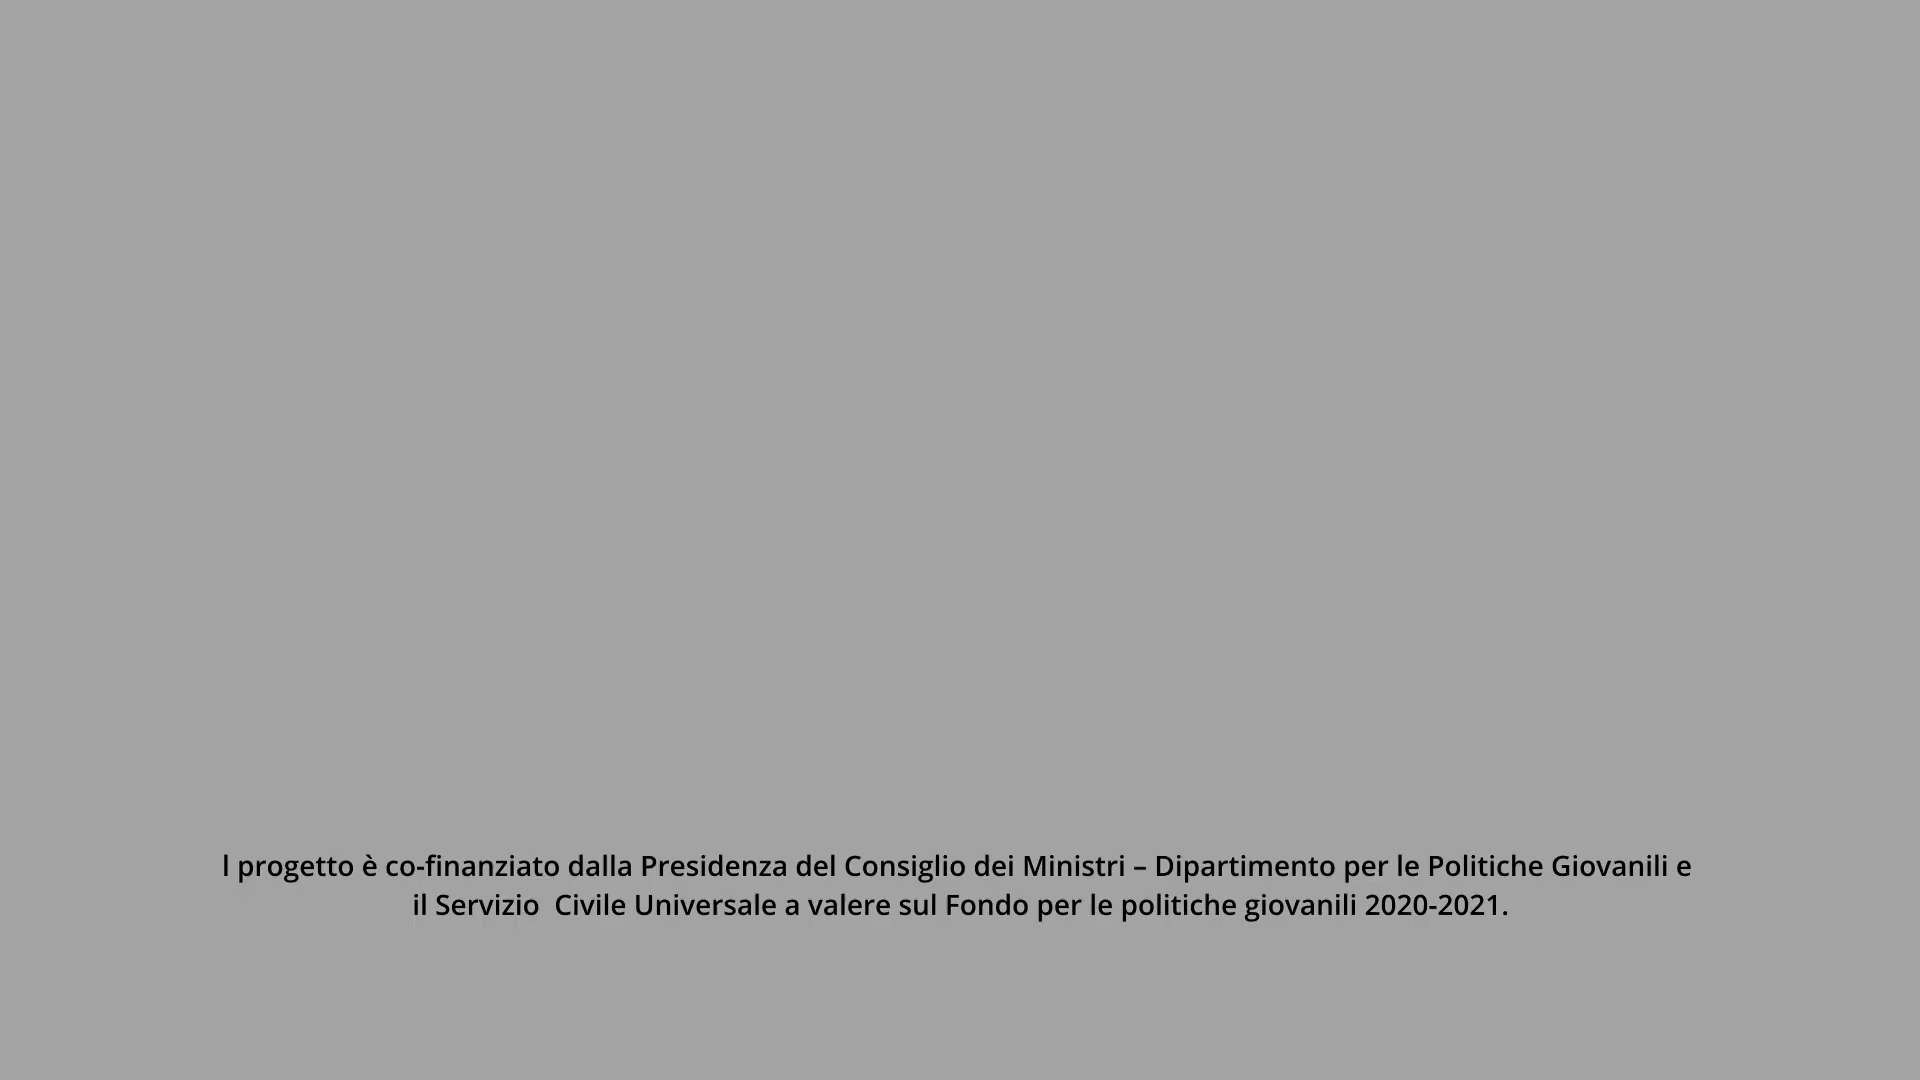 l progetto è co-finanziato dalla Presidenza del Consiglio dei Ministri – Dipartimento per le Politiche Giovanili e
il Servizio  Civile Universale a valere sul Fondo per le politiche giovanili 2020-2021.